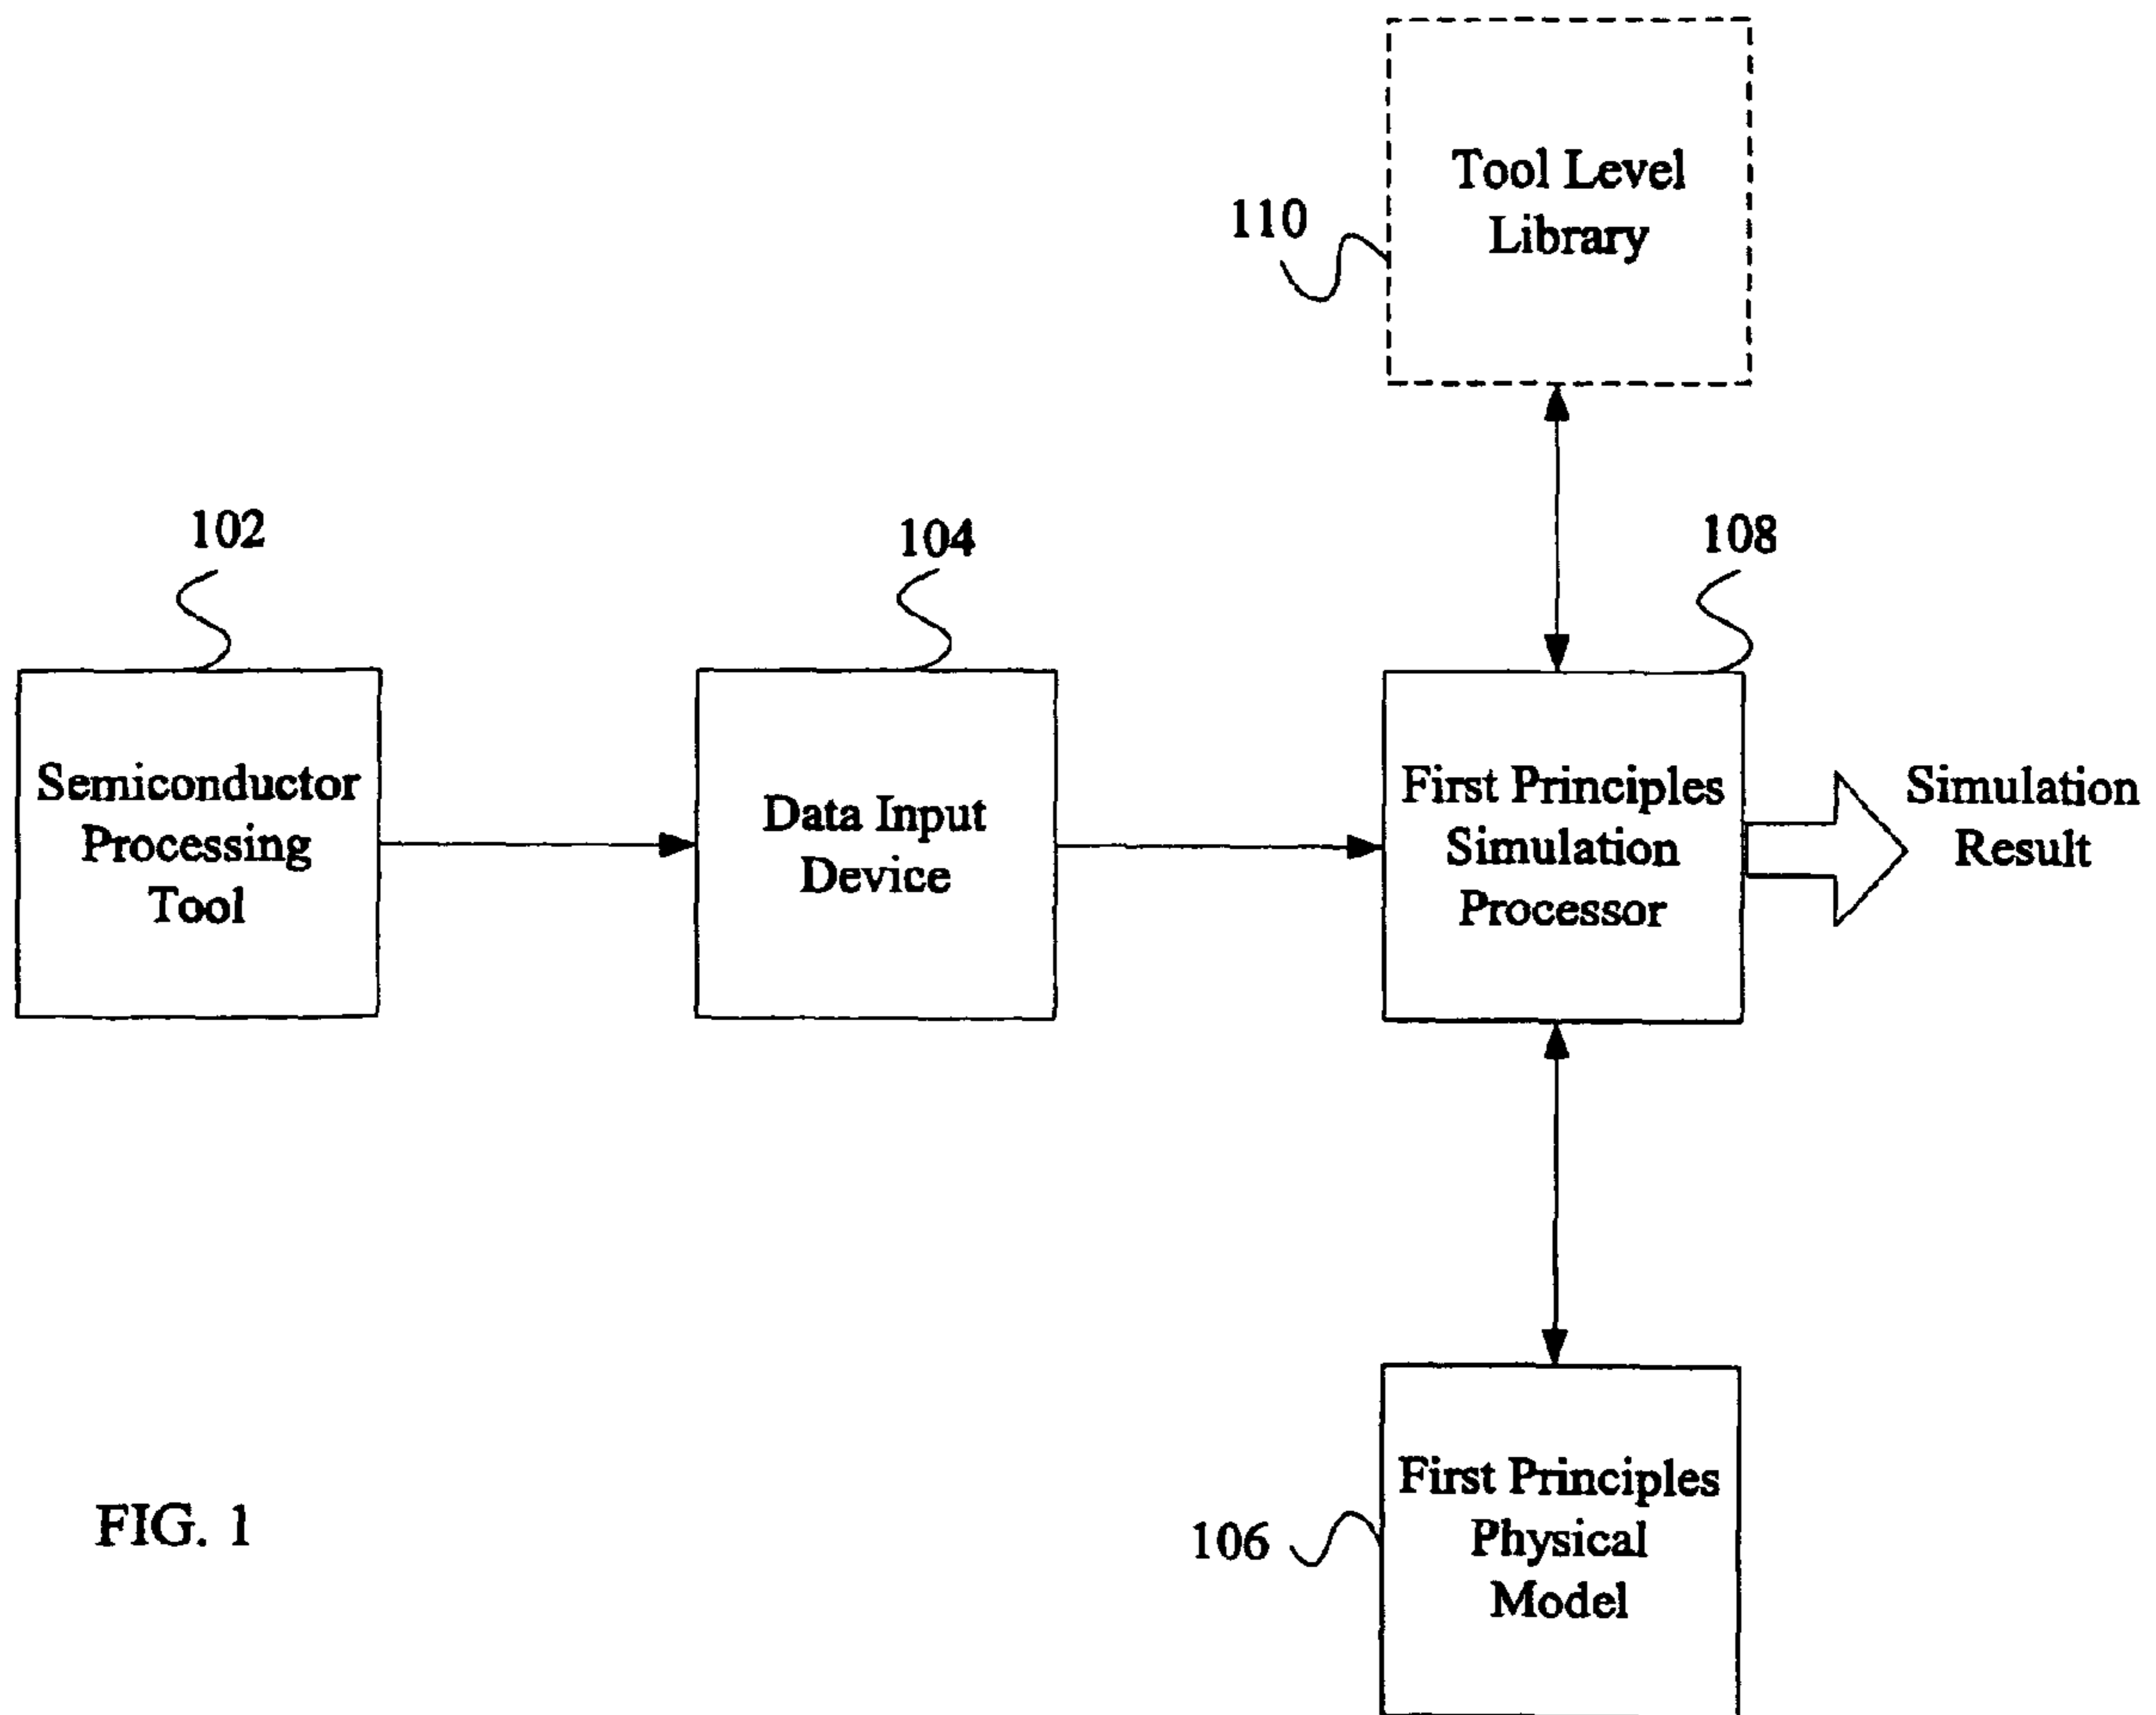 Tool Level
Library
110
102
104
108
Semiconductor
Processing
Tool
Data Input
Device
First Principles
Simulation
Processor
Simulation
Result
First Principles
Physical
Model
106
FIG. 1